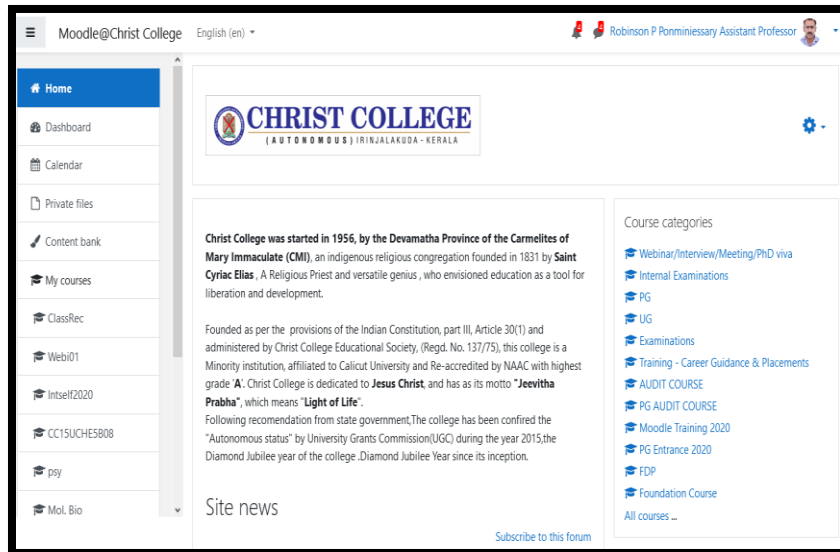 Moodle@Christ College English (en)
4 4 Robinson P Ponminiessary Assistant Professor
Home
Dashboard
Calendar
Private files
Content bank
My courses
ClassRec
Webi01
Intself2020
CC15UCHE5B08
psy
Mol. Bio
CHRIST COLLEGE
(AUTONOMOUS) IRINJALAKUDA - KERALA
Christ College was started in 1956, by the Devamatha Province of the Carmelites of
Mary Immaculate (CMI), an indigenous religious congregation founded in 1831 by Saint
Cyriac Elias , A Religious Priest and versatile genius , who envisioned education as a tool for
liberation and development.
Founded as per the provisions of the Indian Constitution, part III, Article 30(1) and
administered by Christ College Educational Society, (Regd. No. 137/75), this college is a
Minority institution, affiliated to Calicut University and Re-accredited by NAAC with highest
grade 'A'. Christ College is dedicated to Jesus Christ, and has as its motto "Jeevitha
Prabha", which means "Light of Life".
Following recomendation from state government,The college has been confired the
"Autonomous status" by University Grants Commission(UGC) during the year 2015,the
Diamond Jubilee year of the college .Diamond Jubilee Year since its inception.
Site news
Subscribe to this forum
Course categories
Webinar/Interview/Meeting/PhD viva
Internal Examinations
PG
UG
Examinations
Training - Career Guidance & Placements
AUDIT COURSE
PG AUDIT COURSE
Moodle Training 2020
PG Entrance 2020
FDP
Foundation Course
All courses ...